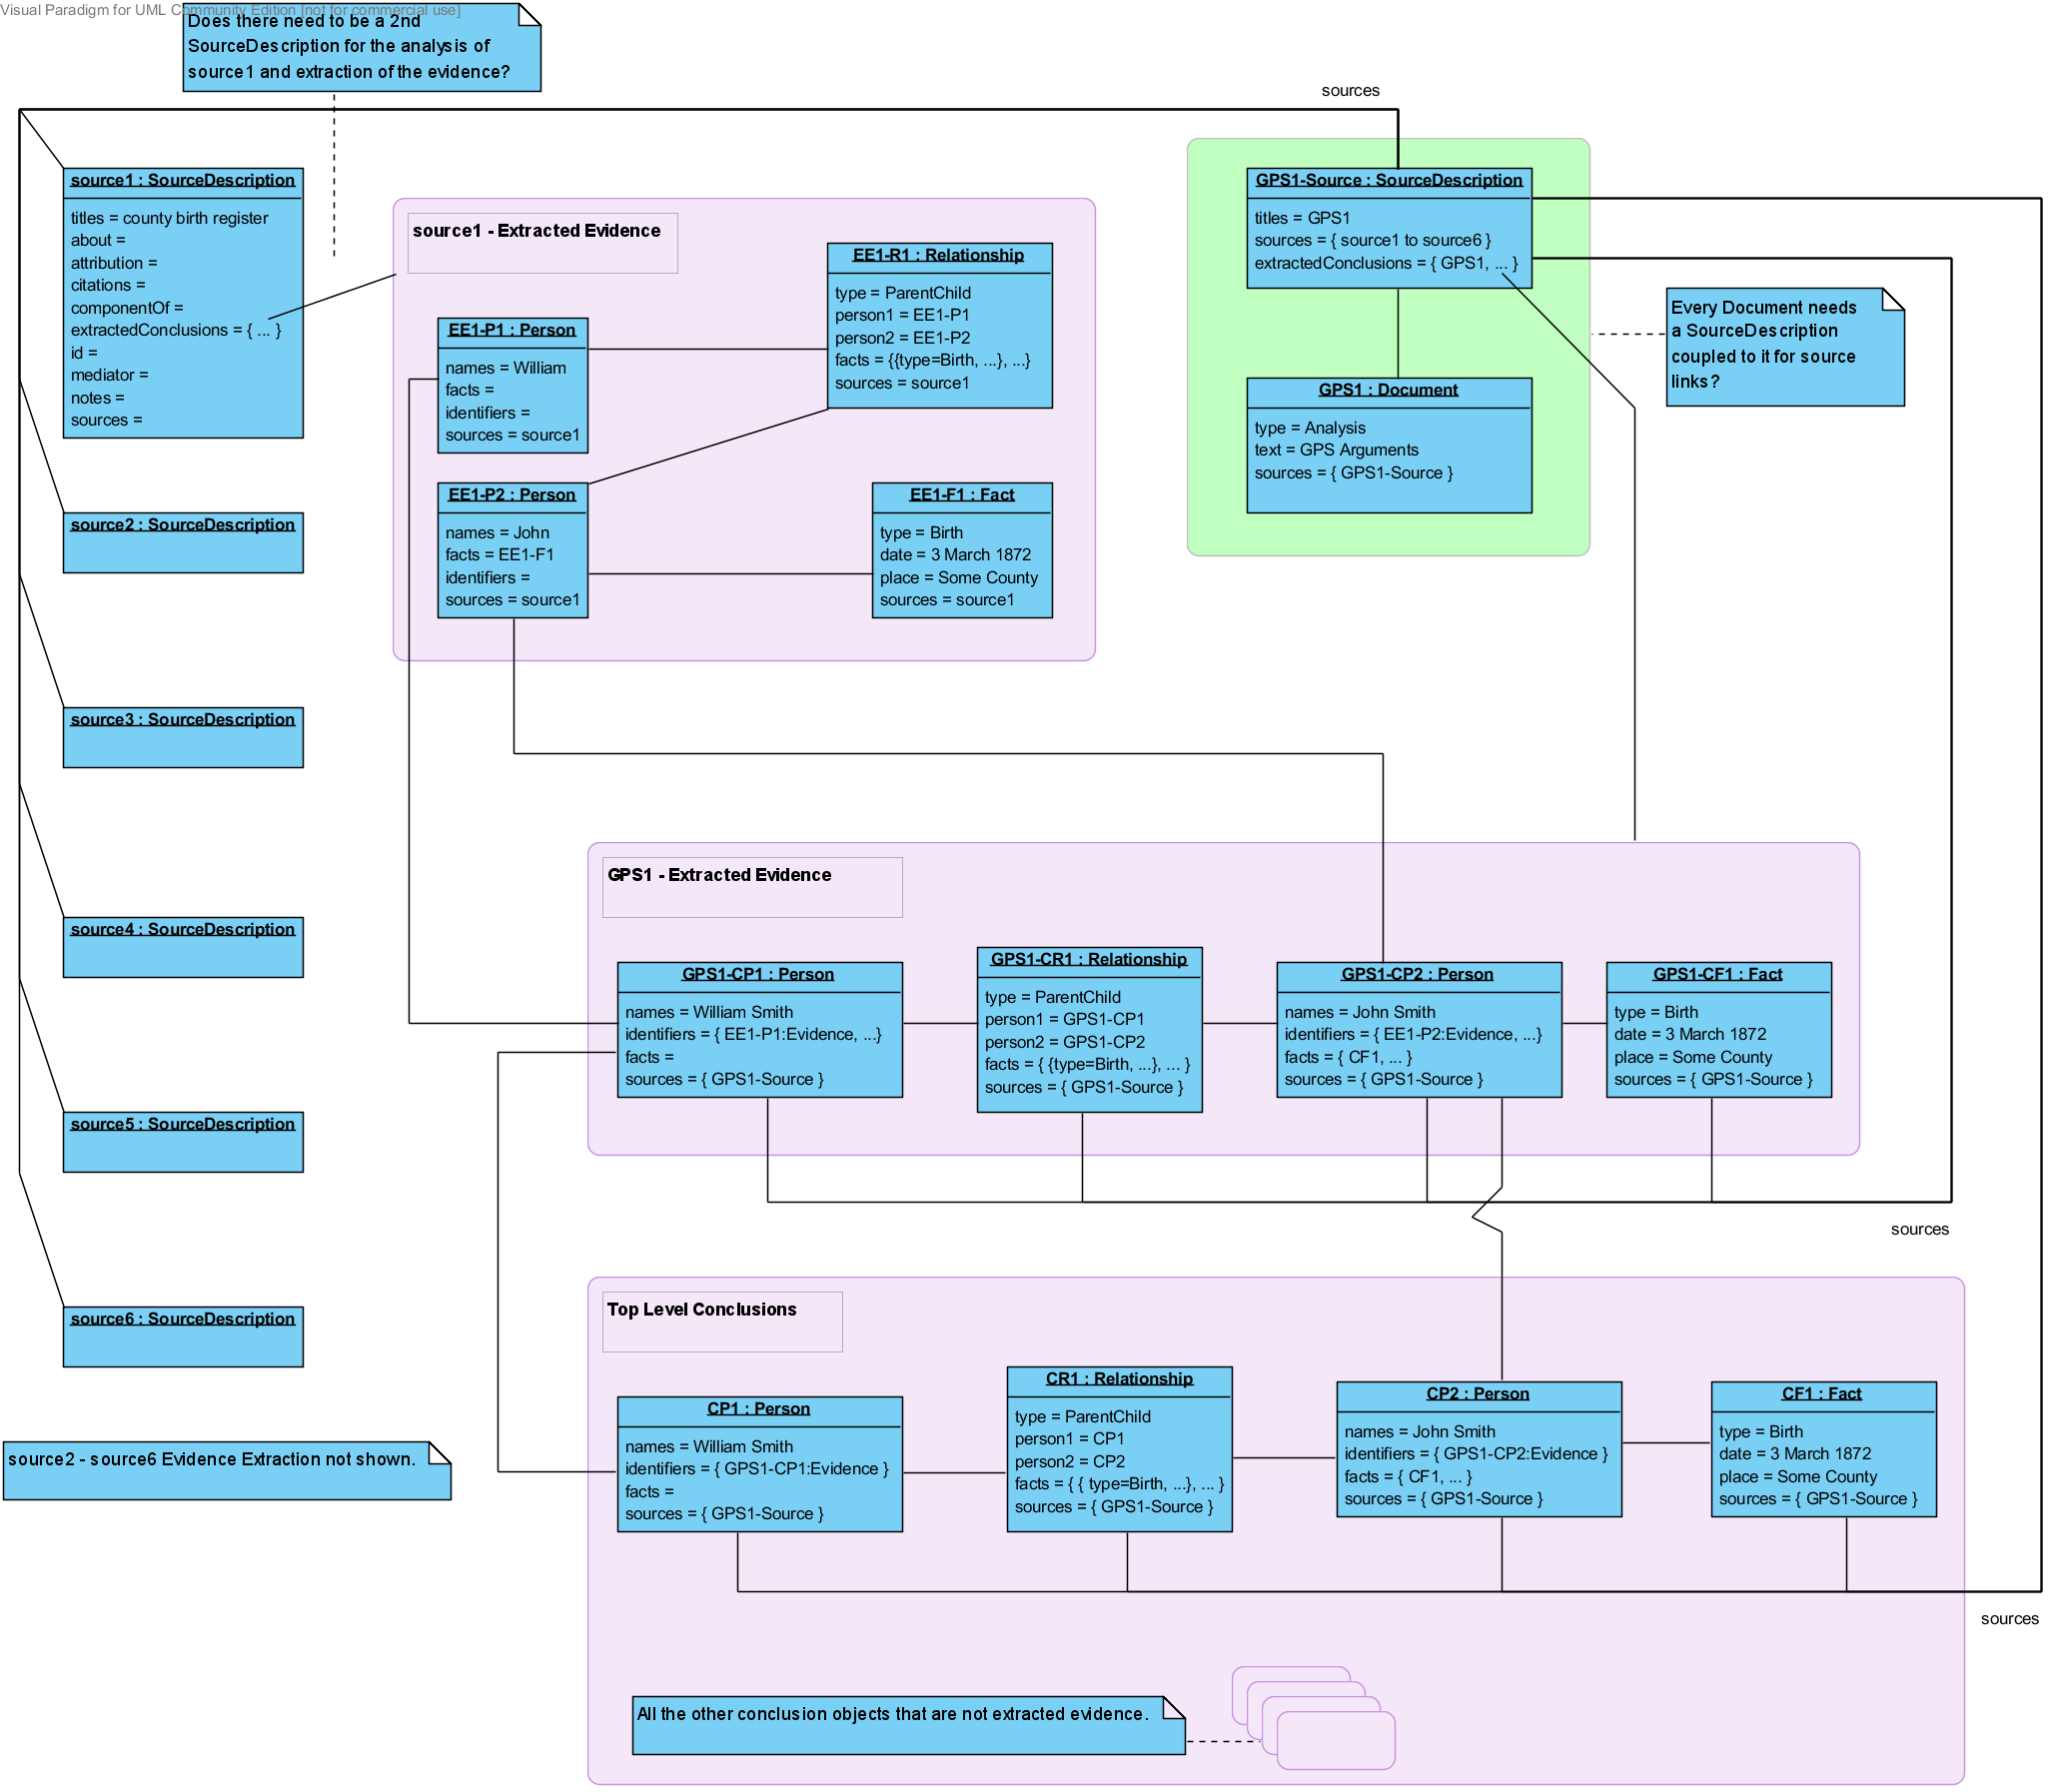 Visual Paradigm for UML Community Edition [not for commercial use]
Does there need to be a 2nd
SourceDescription for the analysis of
source1 and extraction of the evidence?
sources
source1 : SourceDescription
titles = county birth register
about =
attribution =
citations =
componentOf =
extractedConclusions = { ... }
id =
mediator =
notes =
sources =
source1 - Extracted Evidence
EE1-R1 : Relationship
type = ParentChild
person1 = EE1-P1
person2 = EE1-P2
facts = {{type=Birth, ...}, ...}
sources = source1
EE1-P1 : Person
names = William
facts =
identifiers =
sources = source1
EE1-P2 : Person
names = John
facts = EE1-F1
identifiers =
sources = source1
EE1-F1 : Fact
type = Birth
date = 3 March 1872
place = Some County
sources = source1
GPS1-Source : SourceDescription
titles = GPS1
sources = { source1 to source6 }
extractedConclusions = { GPS1, ... }
GPS1 : Document
type = Analysis
text = GPS Arguments
sources = { GPS1-Source }
Every Document needs
a SourceDescription
coupled to it for source
links?
source2 : SourceDescription
source3 : SourceDescription
source4 : SourceDescription
source5 : SourceDescription
source6 : SourceDescription
GPS1 - Extracted Evidence
GPS1-CP1 : Person
names = William Smith
identifiers = { EE1-P1:Evidence, ...}
facts =
sources = { GPS1-Source }
GPS1-CR1 : Relationship
type = ParentChild
person1 = GPS1-CP1
person2 = GPS1-CP2
facts = { {type=Birth, ...}, ... }
sources = { GPS1-Source }
GPS1-CP2 : Person
names = John Smith
identifiers = { EE1-P2:Evidence, ...}
facts = { CF1, ... }
sources = { GPS1-Source }
GPS1-CF1 : Fact
type = Birth
date = 3 March 1872
place = Some County
sources = { GPS1-Source }
sources
Top Level Conclusions
CP1 : Person
names = William Smith
identifiers = { GPS1-CP1:Evidence }
facts =
sources = { GPS1-Source }
CR1 : Relationship
type = ParentChild
person1 = CP1
person2 = CP2
facts = { { type=Birth, ...}, ... }
sources = { GPS1-Source }
CP2 : Person
names = John Smith
identifiers = { GPS1-CP2:Evidence }
facts = { CF1, ... }
sources = { GPS1-Source }
CF1 : Fact
type = Birth
date = 3 March 1872
place = Some County
sources = { GPS1-Source }
sources
source2 - source6 Evidence Extraction not shown.
All the other conclusion objects that are not extracted evidence.